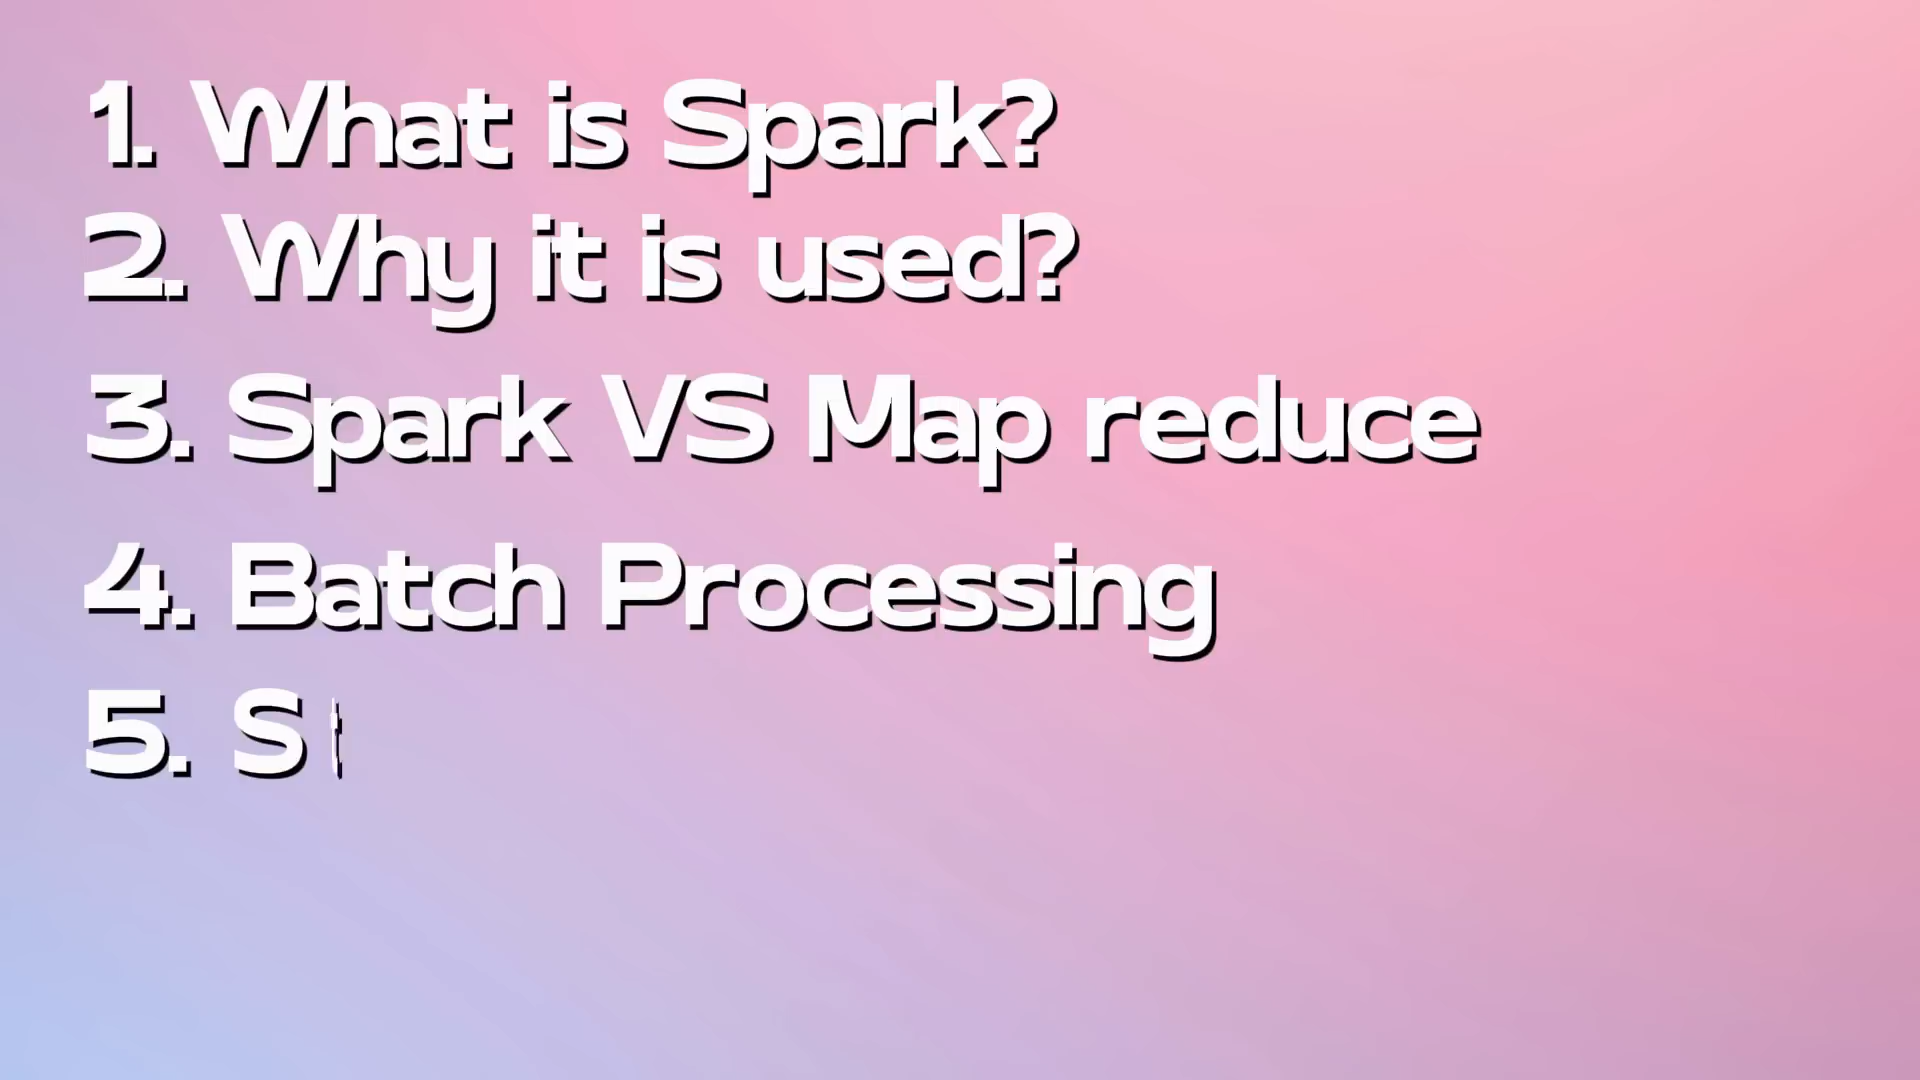 1. What is Spark?
2. Why it is used?
3. Spark VS Map reduce
4. Batch Processing
5. S t